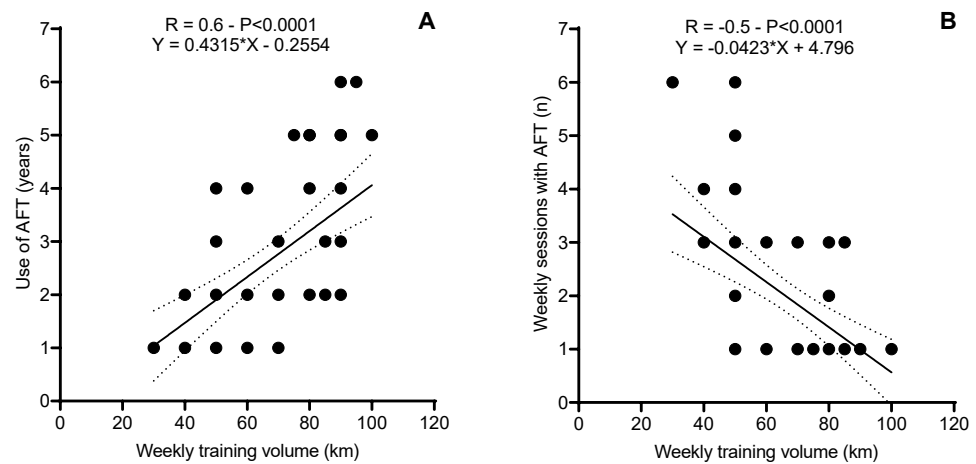 R = 0.6 - P<0.0001
Y = 0.4315*X - 0.2554
A
7
6
5
4
3
2
1
0
Use of AFT (years)
0 20 40 60 80 100 120
Weekly training volume (km)
R = -0.5 - P<0.0001
Y = -0.0423*X + 4.796
B
7
6
5
4
3
2
1
0
Weekly sessions with AFT (n)
0 20 40 60 80 100 120
Weekly training volume (km)